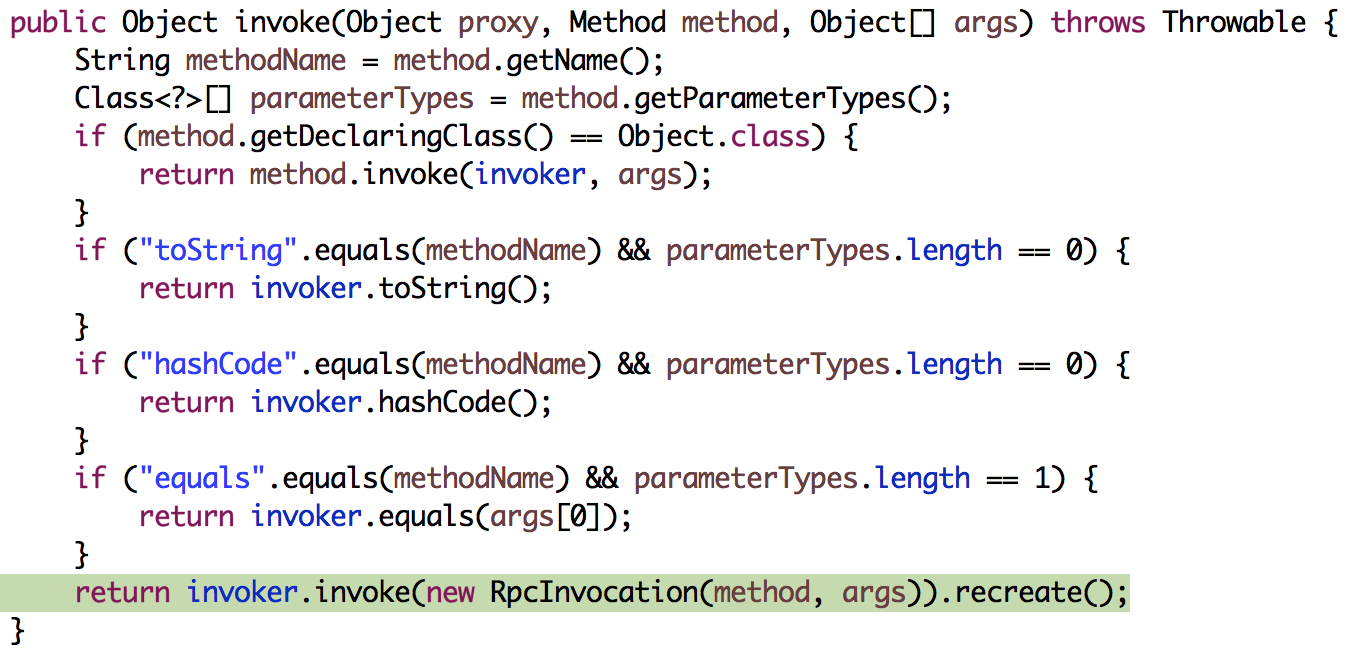 public Object invoke(Object proxy, Method method, Object[] args) throws Throwable {
    String methodName = method.getName();
    Class<?>[] parameterTypes = method.getParameterTypes();
    if (method.getDeclaringClass() == Object.class) {
        return method.invoke(invoker, args);
    }
    if ("toString".equals(methodName) && parameterTypes.length == 0) {
        return invoker.toString();
    }
    if ("hashCode".equals(methodName) && parameterTypes.length == 0) {
        return invoker.hashCode();
    }
    if ("equals".equals(methodName) && parameterTypes.length == 1) {
        return invoker.equals(args[0]);
    }
    return invoker.invoke(new RpcInvocation(method, args)).recreate();
}